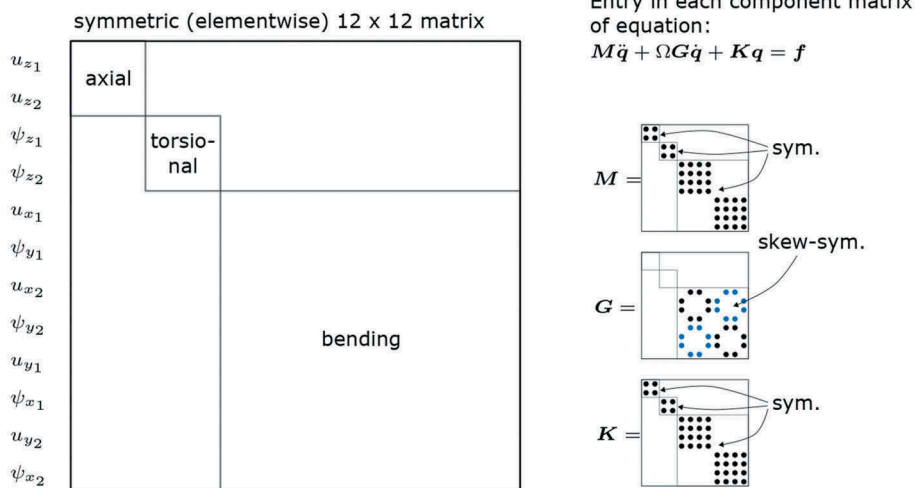 symmetric (elementwise) 12 x 12 matrix
u_{z_1}
u_{z_2}
ψ_{z_1}
ψ_{z_2}
u_{x_1}
ψ_{y_1}
u_{x_2}
ψ_{y_2}
u_{y_1}
ψ_{x_1}
u_{y_2}
ψ_{x_2}
axial
torsio-
nal
bending
Entry in each component matrix
of equation:
Mq̈ + ΩGq̇ + Kq = f
M =
sym.
skew-sym.
G =
K =
sym.